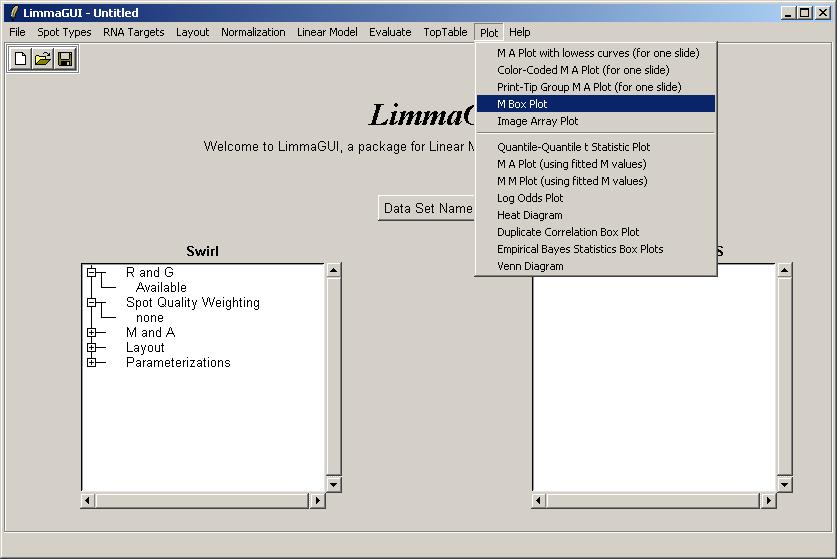 LimmaGUI - Untitled
File Spot Types RNA Targets Layout Normalization Linear Model Evaluate TopTable Plot Help
M A Plot with lowess curves (for one slide)
Color-Coded M A Plot (for one slide)
Print-Tip Group M A Plot (for one slide)
M Box Plot
Image Array Plot
Quantile-Quantile t Statistic Plot
M A Plot (using fitted M values)
M M Plot (using fitted M values)
Log Odds Plot
Heat Diagram
Duplicate Correlation Box Plot
Empirical Bayes Statistics Box Plots
Venn Diagram
Limma
Welcome to LimmaGUI, a package for Linear M
Data Set Name
Swirl
S
R and G
Available
Spot Quality Weighting
none
M and A
Layout
Parameterizations